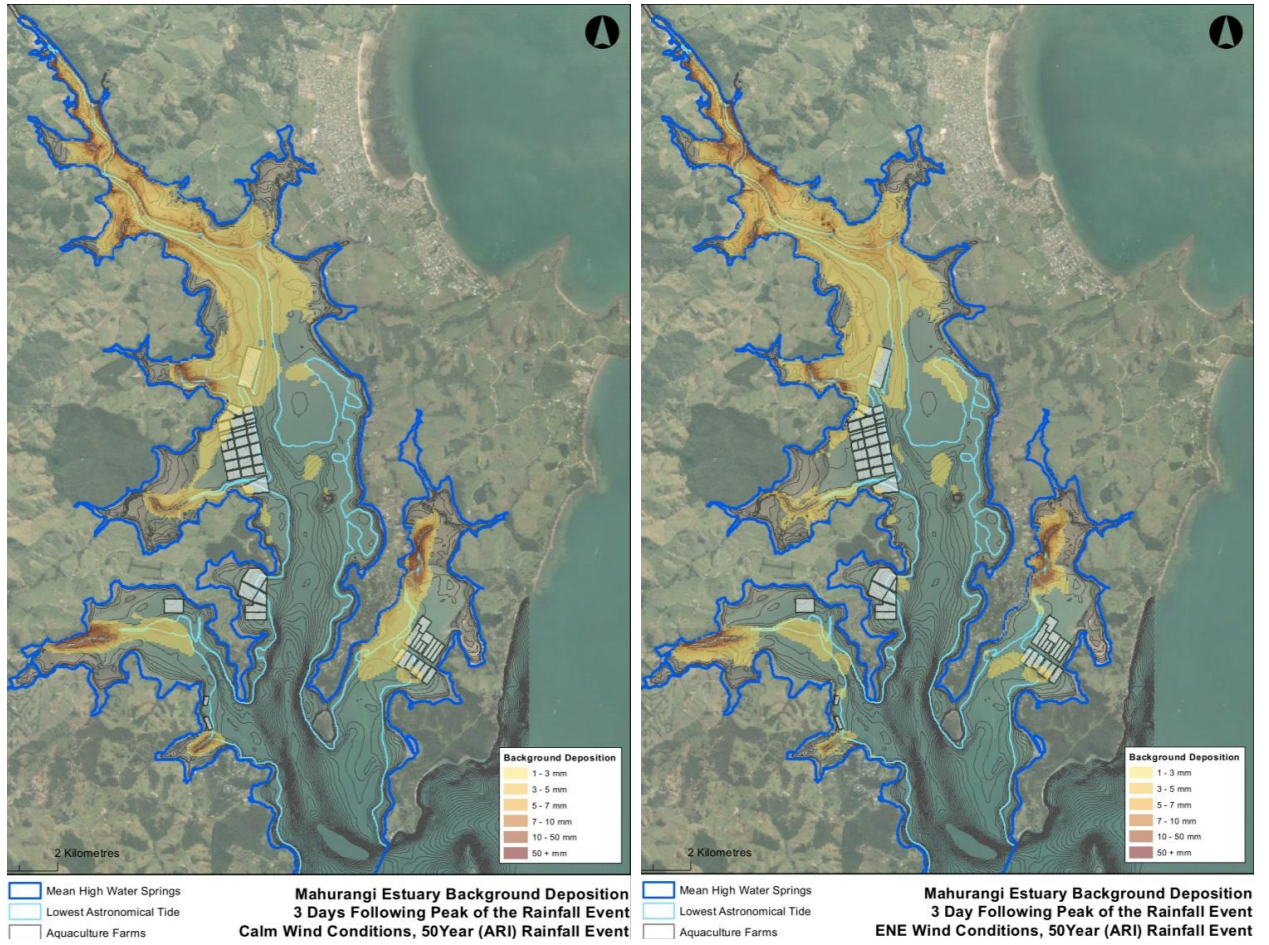 Background Deposition
1 - 3 mm
3 - 5 mm
5 - 7 mm
7 - 10 mm
10 - 50 mm
50 + mm
2 Kilometres
Mean High Water Springs
Lowest Astronomical Tide
Aquaculture Farms
Mahurangi Estuary Background Deposition
3 Days Following Peak of the Rainfall Event
Calm Wind Conditions, 50Year (ARI) Rainfall Event
Background Deposition
1 - 3 mm
3 - 5 mm
5 - 7 mm
7 - 10 mm
10 - 50 mm
50 + mm
2 Kilometres
Mean High Water Springs
Lowest Astronomical Tide
Aquaculture Farms
Mahurangi Estuary Background Deposition
3 Day Following Peak of the Rainfall Event
ENE Wind Conditions, 50Year (ARI) Rainfall Event